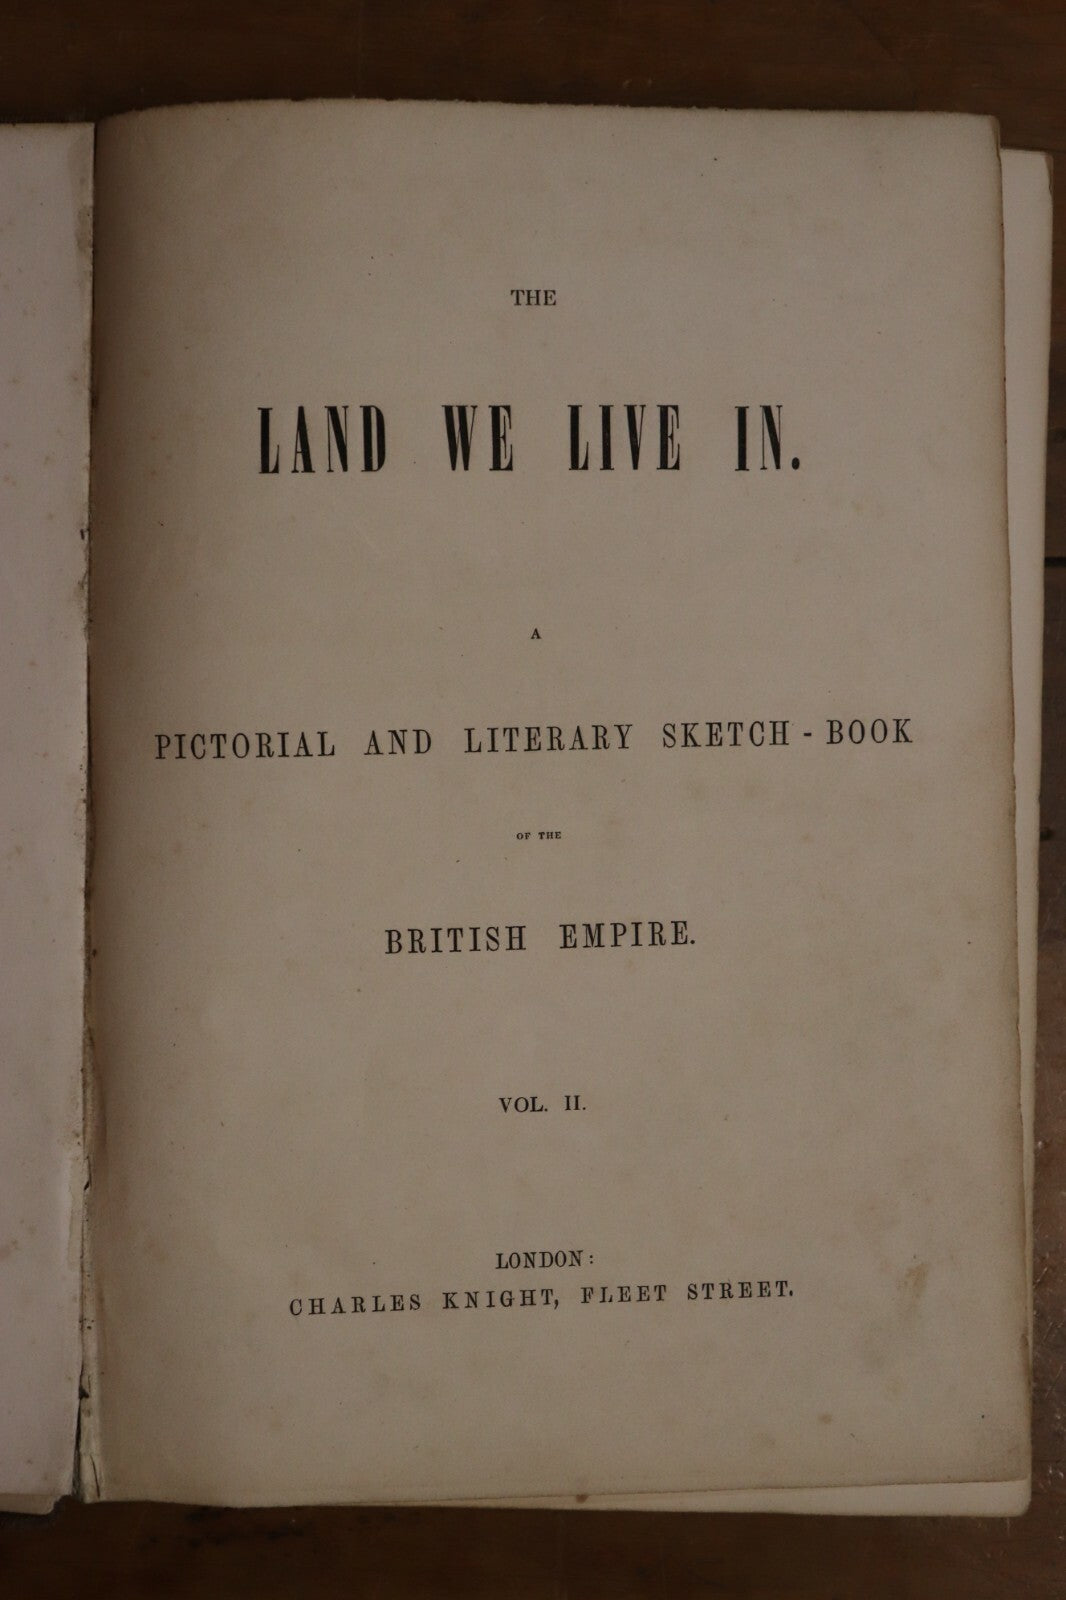 THE
LAND WE LIVE IN.
A
PICTORIAL AND LITERARY SKETCH-BOOK
OF THE
BRITISH EMPIRE.
VOL. II.
LONDON:
CHARLES KNIGHT, FLEET STREET.